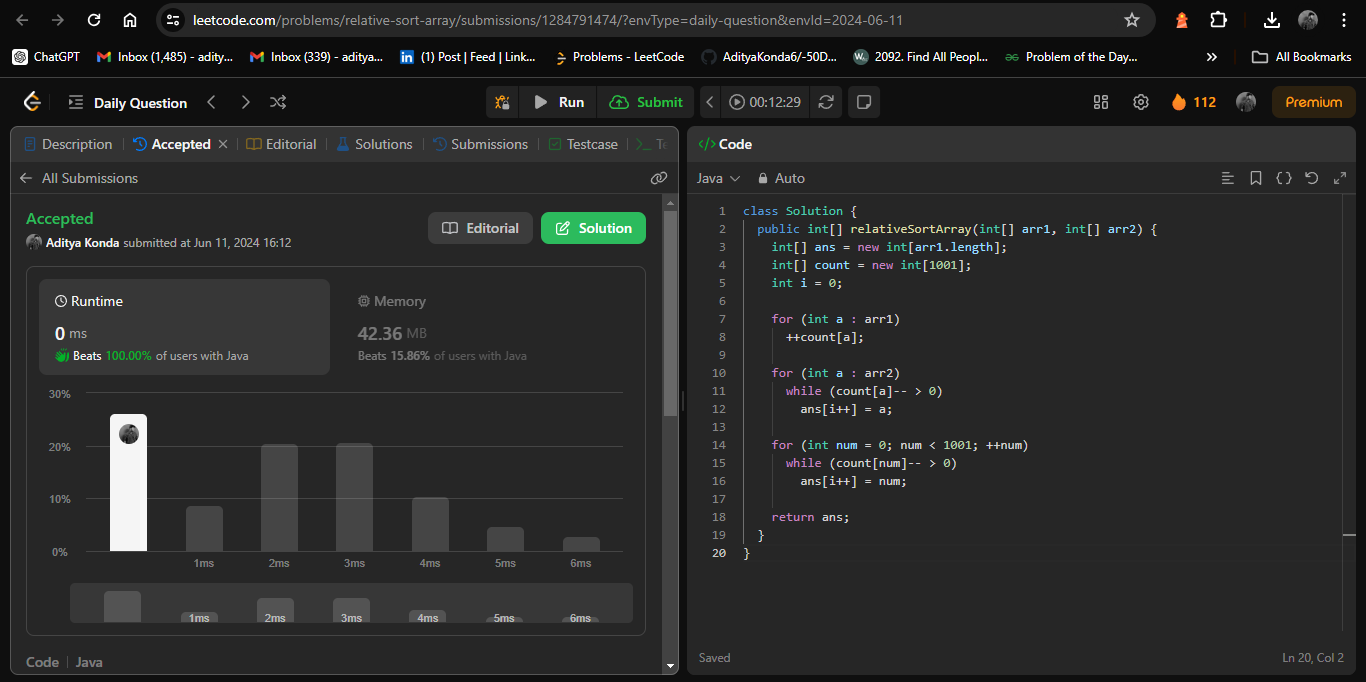 leetcode.com/problems/relative-sort-array/submissions/1284791474/?envType=daily-question&envId=2024-06-11
ChatGPT
Inbox (1,485) - adity...
Inbox (339) - aditya...
(1) Post | Feed | Link...
Problems - LeetCode
AdityaKonda6/-50D...
2092. Find All Peopl...
Problem of the Day...
All Bookmarks
Daily Question
Run
Submit
00:12:29
112
Premium
Description
Accepted
Editorial
Solutions
Submissions
Testcase
Te
</> Code
All Submissions
Java
Auto
Accepted
Aditya Konda submitted at Jun 11, 2024 16:12
Editorial
Solution
Runtime
0 ms
Beats 100.00% of users with Java
Memory
42.36 MB
Beats 15.86% of users with Java
30%
20%
10%
0%
1ms
2ms
3ms
4ms
5ms
6ms
1ms
2ms
3ms
4ms
5ms
6ms
Code | Java
1 class Solution {
2 public int[] relativeSortArray(int[] arr1, int[] arr2) {
3 int[] ans = new int[arr1.length];
4 int[] count = new int[1001];
5 int i = 0;
6
7 for (int a : arr1)
8 ++count[a];
9
10 for (int a : arr2)
11 while (count[a]-- > 0)
12 ans[i++] = a;
13
14 for (int num = 0; num < 1001; ++num)
15 while (count[num]-- > 0)
16 ans[i++] = num;
17
18 return ans;
19 }
20 }
Saved
Ln 20, Col 2